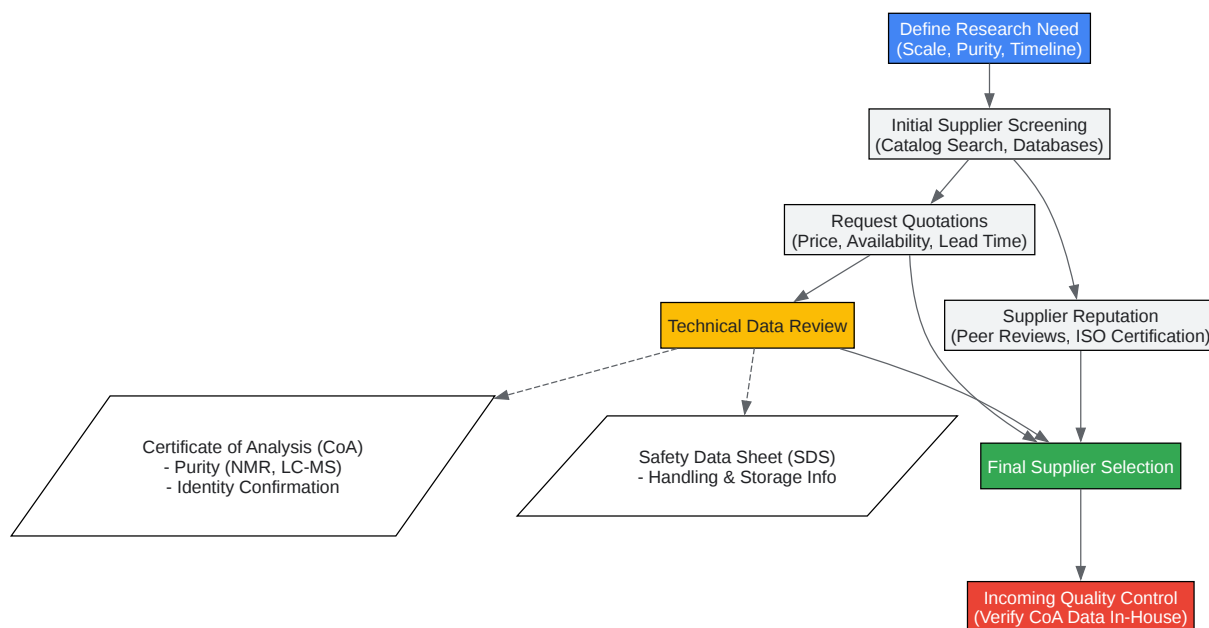 Define Research Need
(Scale, Purity, Timeline)
Initial Supplier Screening
(Catalog Search, Databases)
Request Quotations
(Price, Availability, Lead Time)
Technical Data Review
Supplier Reputation
(Peer Reviews, ISO Certification)
Certificate of Analysis (CoA)
- Purity (NMR, LC-MS)
- Identity Confirmation
Safety Data Sheet (SDS)
- Handling & Storage Info
Final Supplier Selection
Incoming Quality Control
(Verify CoA Data In-House)